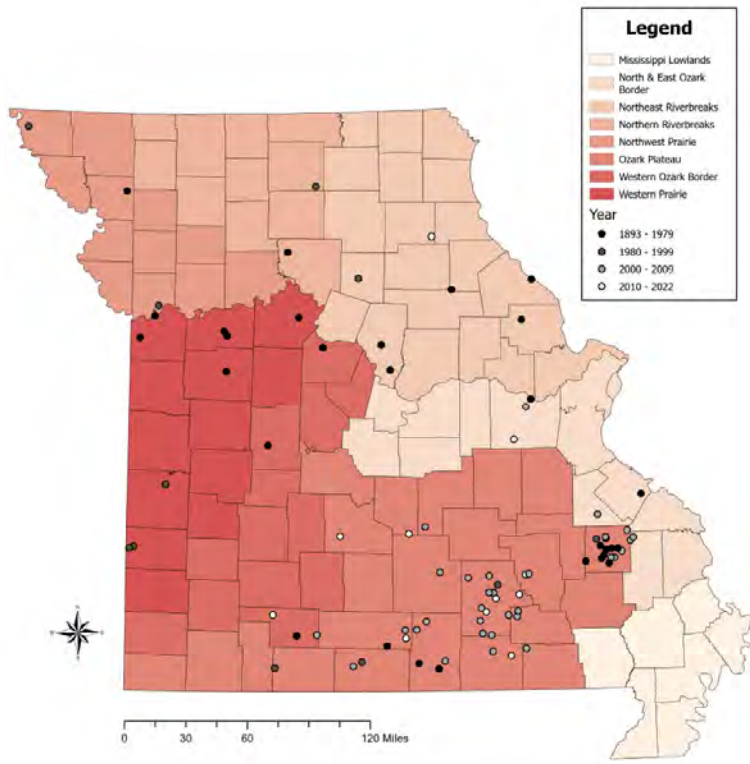 Legend
Mississippi Lowlands
North & East Ozark
Border
Northeast Riverbreaks
Northern Riverbreaks
Northwest Prairie
Ozark Plateau
Western Ozark Border
Western Prairie
Year
1893 - 1979
1980 - 1999
2000 - 2009
2010 - 2022
0 30 60 120 Miles